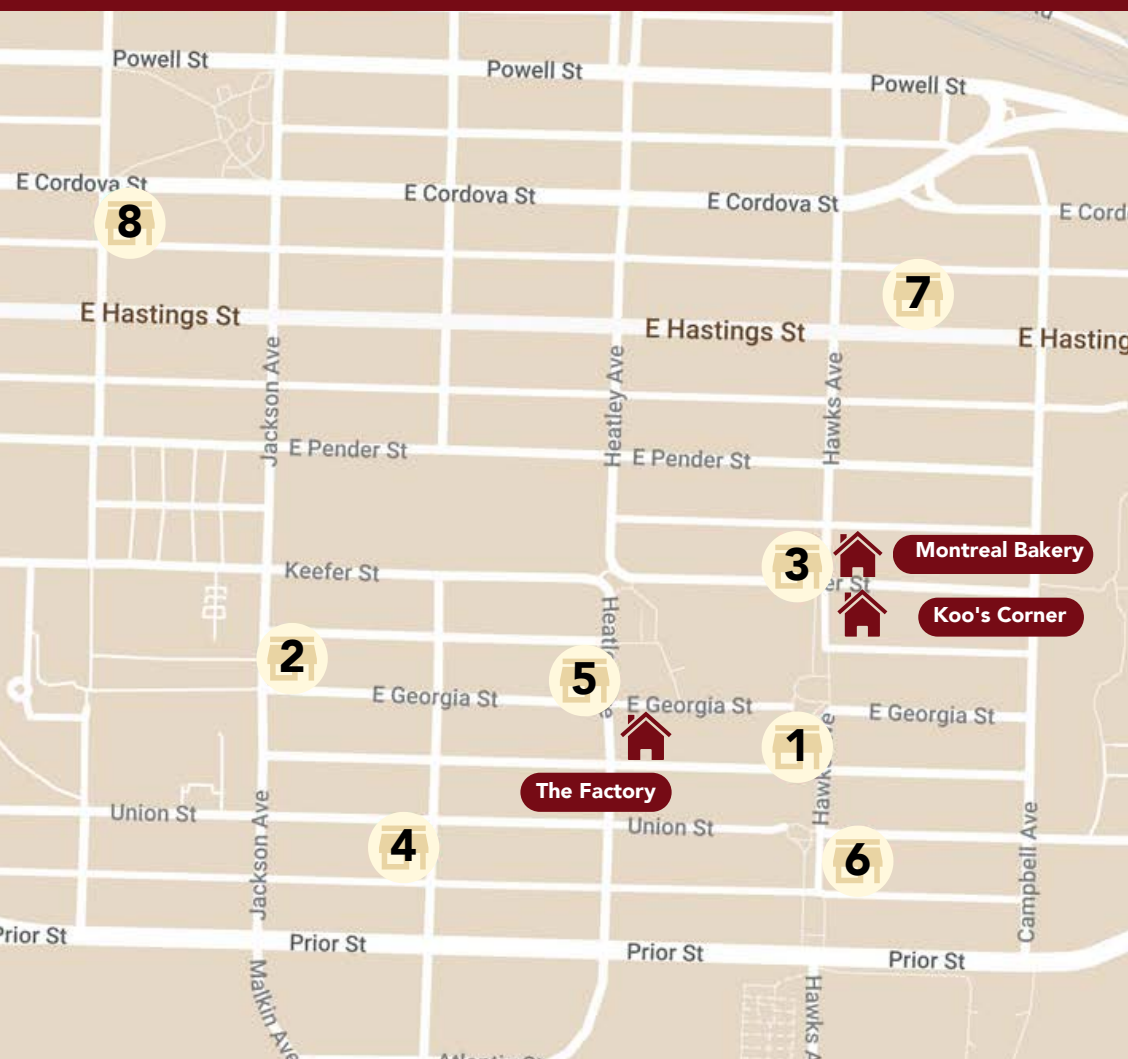 Powell St
Powell St
Powell St
E Cordova St
E Cordova St
E Cordova St
E Cord
8
7
E Hastings St
E Hastings St
E Hasting
Jackson Ave
Heatley Ave
Hawks Ave
E Pender St
E Pender St
3
Montreal Bakery
Keefer St
er St
Koo's Corner
2
5
E Georgia St
E Georgia St
E Georgia St
1
The Factory
Union St
Union St
4
6
Jackson Ave
Campbell Ave
Prior St
Prior St
Prior St
Prior St
Malkin Ave
Hawks A